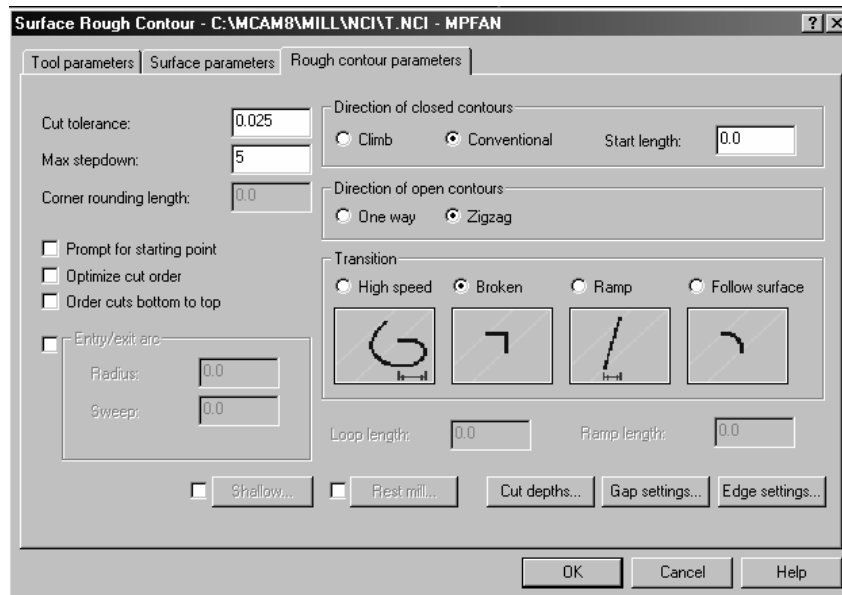 Surface Rough Contour - C:\MCAM8\MILL\NCI\T.NCI - MPFAN
Tool parameters Surface parameters Rough contour parameters
Cut tolerance: 0.025
Max stepdown: 5
Corner rounding length: 0.0
Prompt for starting point
Optimize cut order
Order cuts bottom to top
Entry/exit arc
Radius: 0.0
Sweep: 0.0
Direction of closed contours
Climb Conventional Start length: 0.0
Direction of open contours
One way Zigzag
Transition
High speed Broken Ramp Follow surface
Loop length: 0.0 Ramp length: 0.0
Shallow... Rest mill... Cut depths... Gap settings... Edge settings...
OK Cancel Help